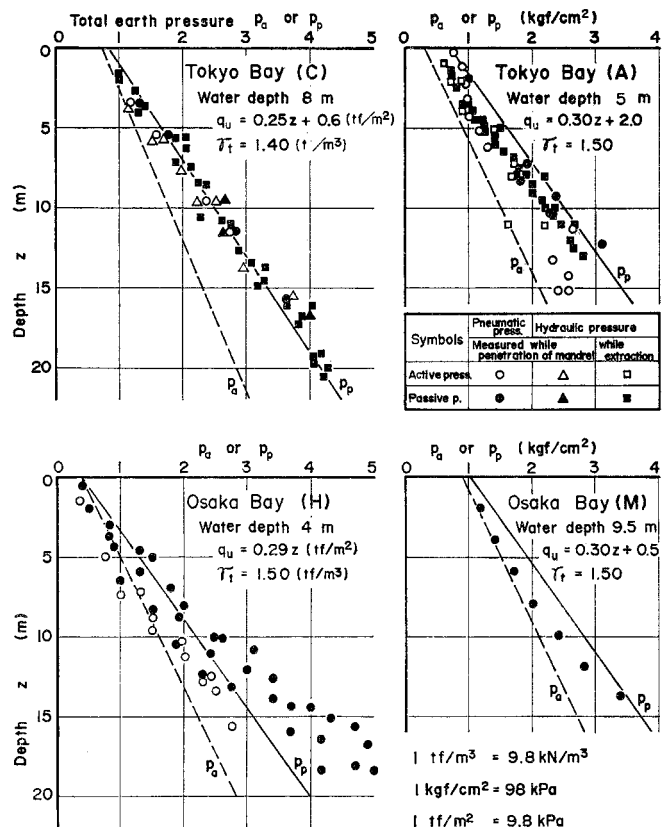 Total earth pressure pₐ or pₚ
0 1 2 3 4 5
0
5
10
15
20
Depth z (m)
Tokyo Bay (C)
Water depth 8 m
qᵤ = 0.25z + 0.6 (tf/m²)
γₜ = 1.40 (t/m³)
pₐ
pₚ
pₐ or pₚ (kgf/cm²)
0 1 2 3 4
0
5
10
15
Tokyo Bay (A)
Water depth 5 m
qᵤ = 0.30z + 2.0
γₜ = 1.50
pₐ
pₚ
Symbols
Pneumatic press.
Hydraulic pressure
Measured while penetration of mandrel
while extraction
Active press. ○ △ □
Passive p. ● ▲ ■
pₐ or pₚ
0 1 2 3 4 5
0
5
10
15
20
Depth z (m)
Osaka Bay (H)
Water depth 4 m
qᵤ = 0.29z (tf/m²)
γₜ = 1.50 (tf/m³)
pₐ
pₚ
pₐ or pₚ (kgf/cm²)
0 1 2 3 4
0
5
10
15
Osaka Bay (M)
Water depth 9.5 m
qᵤ = 0.30z + 0.5
γₜ = 1.50
pₐ
pₚ
1 tf/m³ = 9.8 kN/m³
1 kgf/cm² = 98 kPa
1 tf/m² = 9.8 kPa